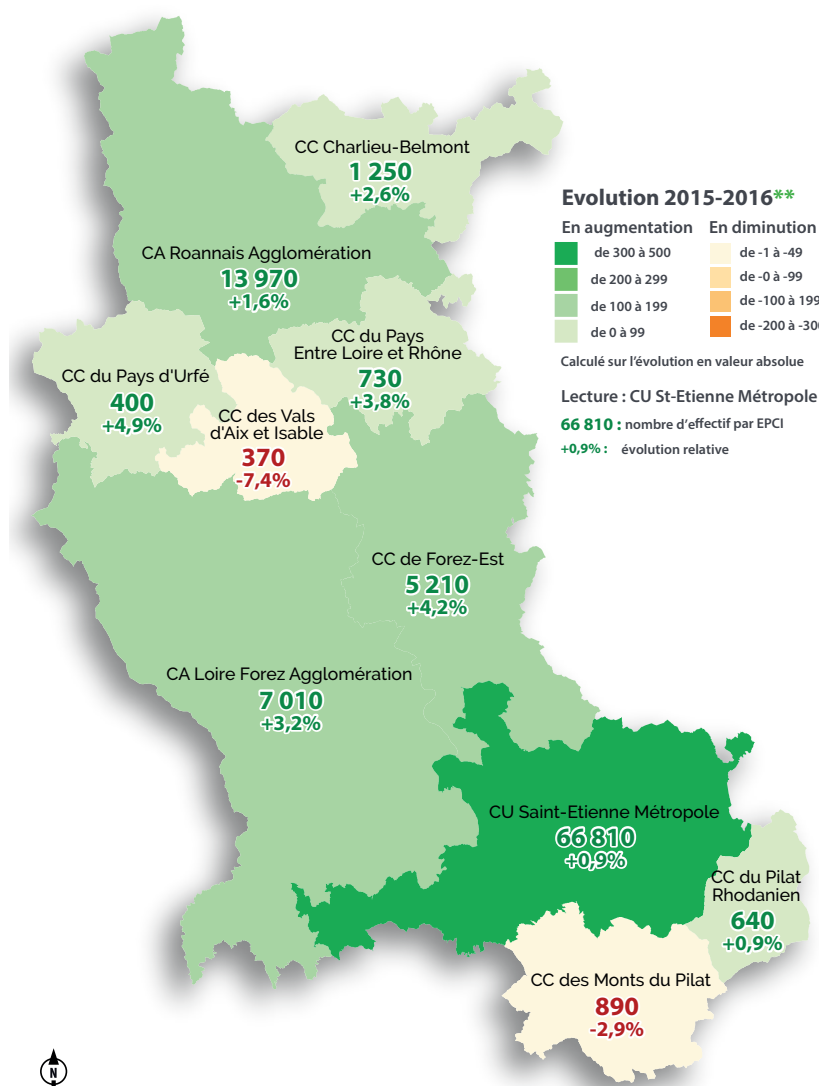 CC Charlieu-Belmont
1 250
+2,6%
Evolution 2015-2016**
En augmentation
de 300 à 500
de 200 à 299
de 100 à 199
de 0 à 99
En diminution
de -1 à -49
de -0 à -99
de -100 à 199
de -200 à -300
Calculé sur l'évolution en valeur absolue
Lecture : CU St-Etienne Métropole
66 810 : nombre d'effectif par EPCI
+0,9% : évolution relative
CA Roannais Agglomération
13 970
+1,6%
CC du Pays
Entre Loire et Rhône
730
+3,8%
CC du Pays d'Urfé
400
+4,9%
CC des Vals
d'Aix et Isable
370
-7,4%
CC de Forez-Est
5 210
+4,2%
CA Loire Forez Agglomération
7 010
+3,2%
CU Saint-Etienne Métropole
66 810
+0,9%
CC du Pilat
Rhodanien
640
+0,9%
CC des Monts du Pilat
890
-2,9%
N